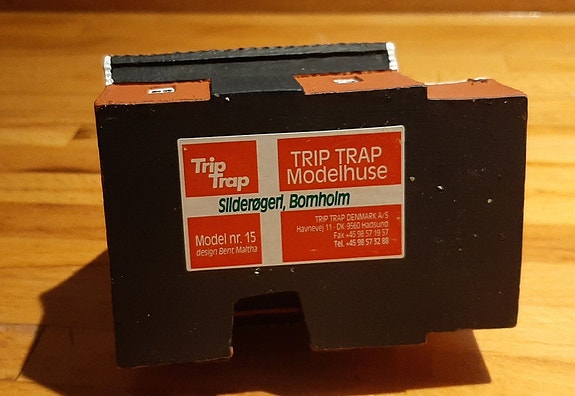 Trip
Trap
TRIP TRAP
Modelhuse
Silderøgeri, Bornholm
Model nr. 15
design Bent Maltha
TRIP TRAP DENMARK A/S
Havnevej 11 · DK 9560 Hadsund
Fax +45 98 57 19 57
Tel. +45 98 57 32 88